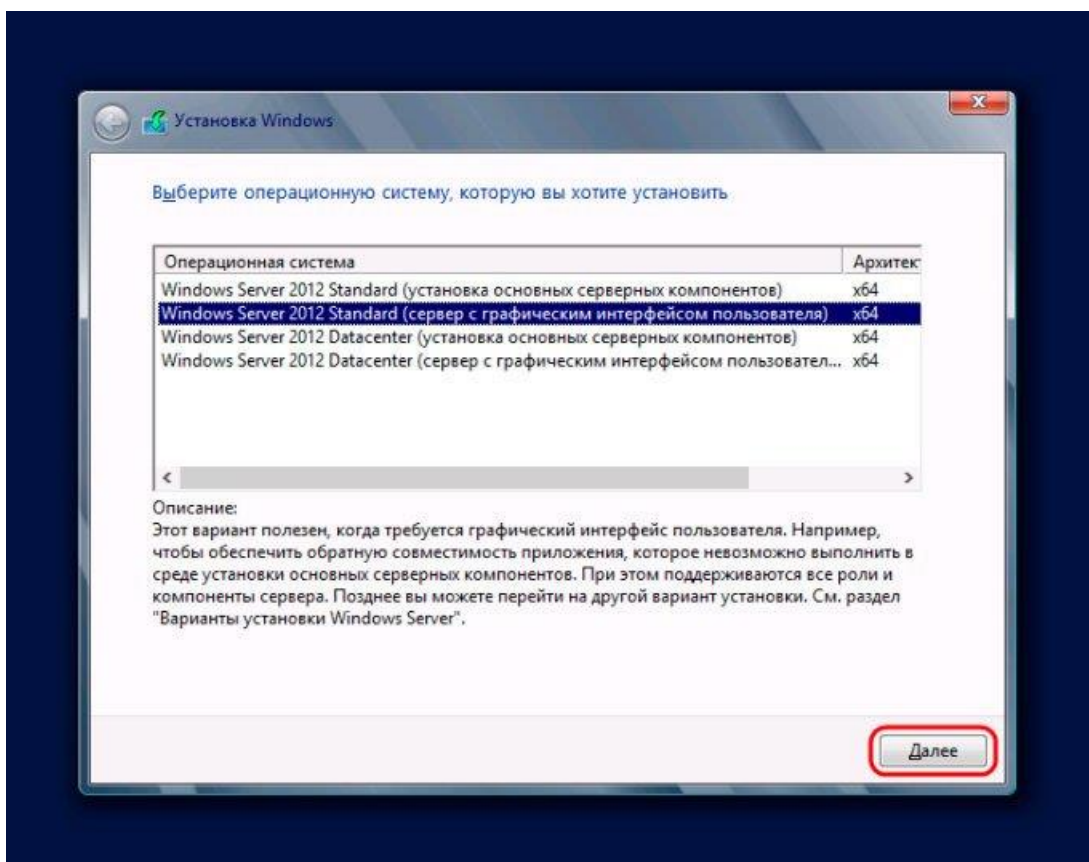 Установка Windows
Выберите операционную систему, которую вы хотите установить
Операционная система Архитек
Windows Server 2012 Standard (установка основных серверных компонентов) x64
Windows Server 2012 Standard (сервер с графическим интерфейсом пользователя) x64
Windows Server 2012 Datacenter (установка основных серверных компонентов) x64
Windows Server 2012 Datacenter (сервер с графическим интерфейсом пользовател... x64
Описание:
Этот вариант полезен, когда требуется графический интерфейс пользователя. Например,
чтобы обеспечить обратную совместимость приложения, которое невозможно выполнить в
среде установки основных серверных компонентов. При этом поддерживаются все роли и
компоненты сервера. Позднее вы можете перейти на другой вариант установки. См. раздел
"Варианты установки Windows Server".
Далее